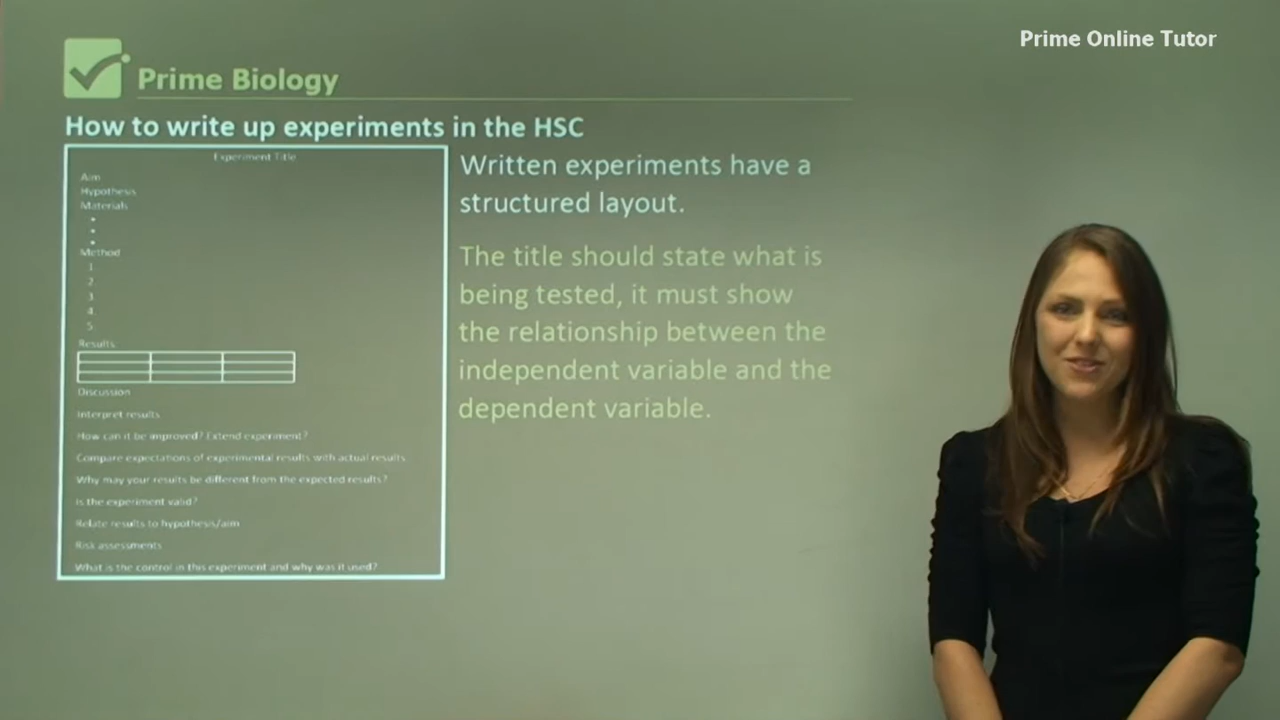 Prime Online Tutor
Prime Biology
How to write up experiments in the HSC
Experiment Title
Aim
Hypothesis
Materials
•
•
•
Method
1
2
3
4
5
Results
Discussion
Interpret results
How can it be improved? Extend experiment?
Compare expectations of experimental results with actual results
Why may your results be different from the expected results?
Is the experiment valid?
Relate results to hypothesis/aim
Risk assessments
What is the control in this experiment and why was it used?
Written experiments have a
structured layout.
The title should state what is
being tested, it must show
the relationship between the
independent variable and the
dependent variable.